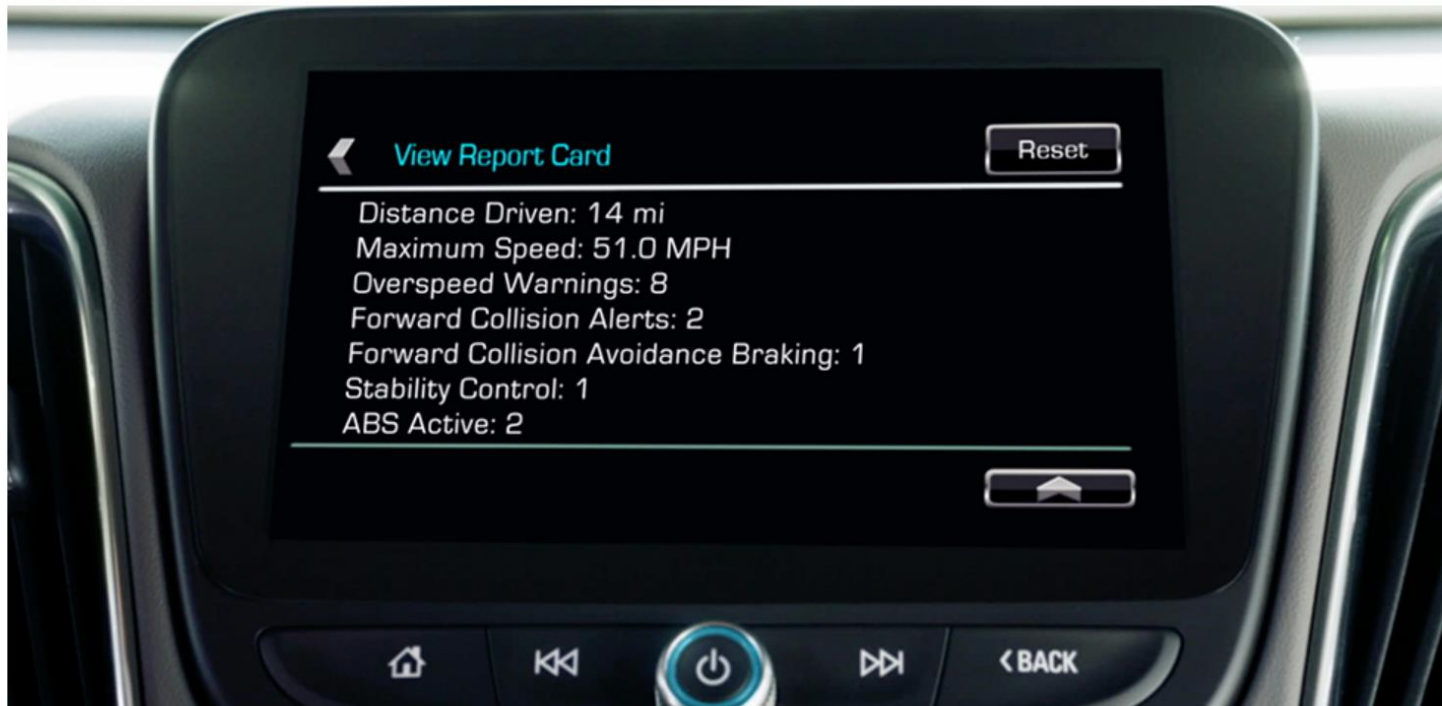 View Report Card
Reset
Distance Driven: 14 mi
Maximum Speed: 51.0 MPH
Overspeed Warnings: 8
Forward Collision Alerts: 2
Forward Collision Avoidance Braking: 1
Stability Control: 1
ABS Active: 2
BACK